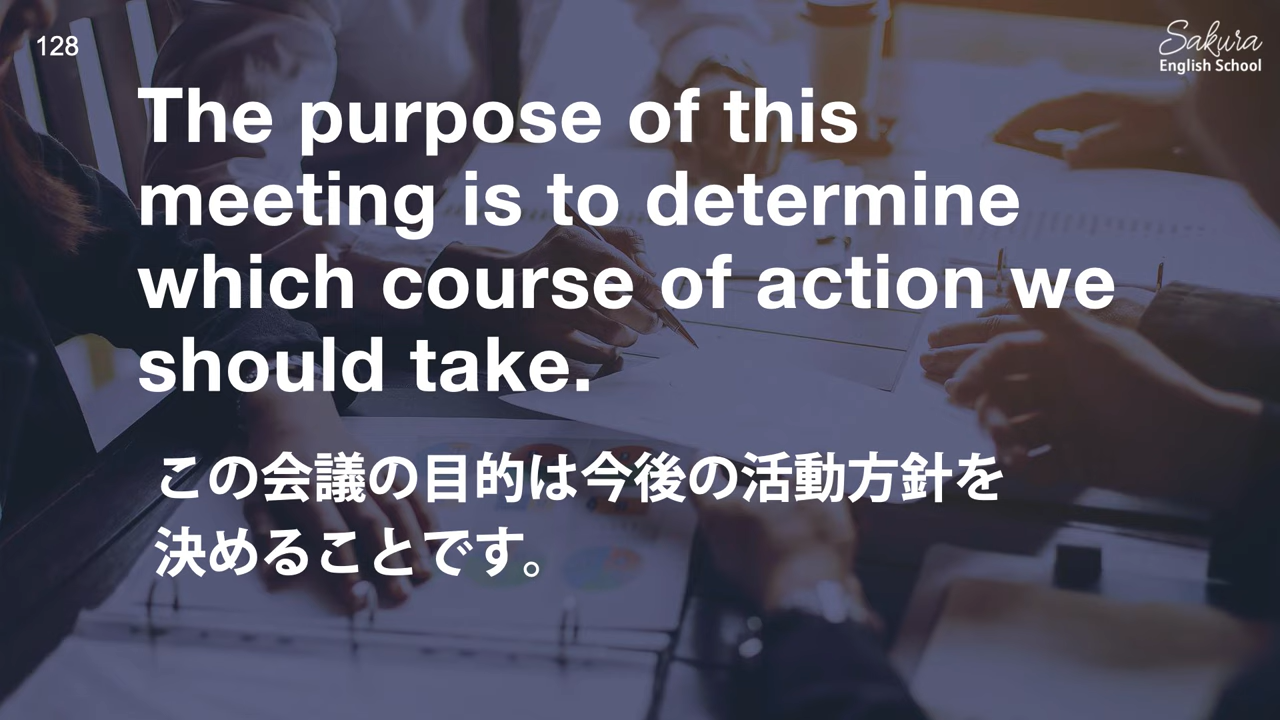 128
Sakura
English School
The purpose of this
meeting is to determine
which course of action we
should take.
この会議の目的は今後の活動方針を
決めることです。